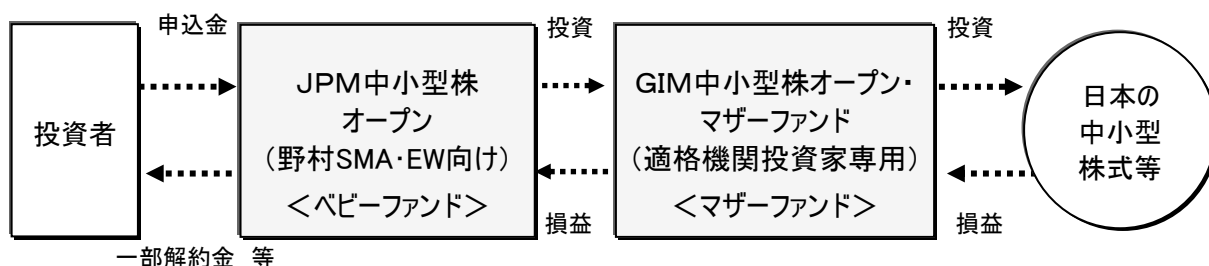 申込金
投資
投資
投資者
JPM中小型株
オープン
（野村SMA・EW向け）
＜ベビーファンド＞
GIM中小型株オープン・
マザーファンド
（適格機関投資家専用）
＜マザーファンド＞
日本の
中小型
株式等
一部解約金 等
損益
損益